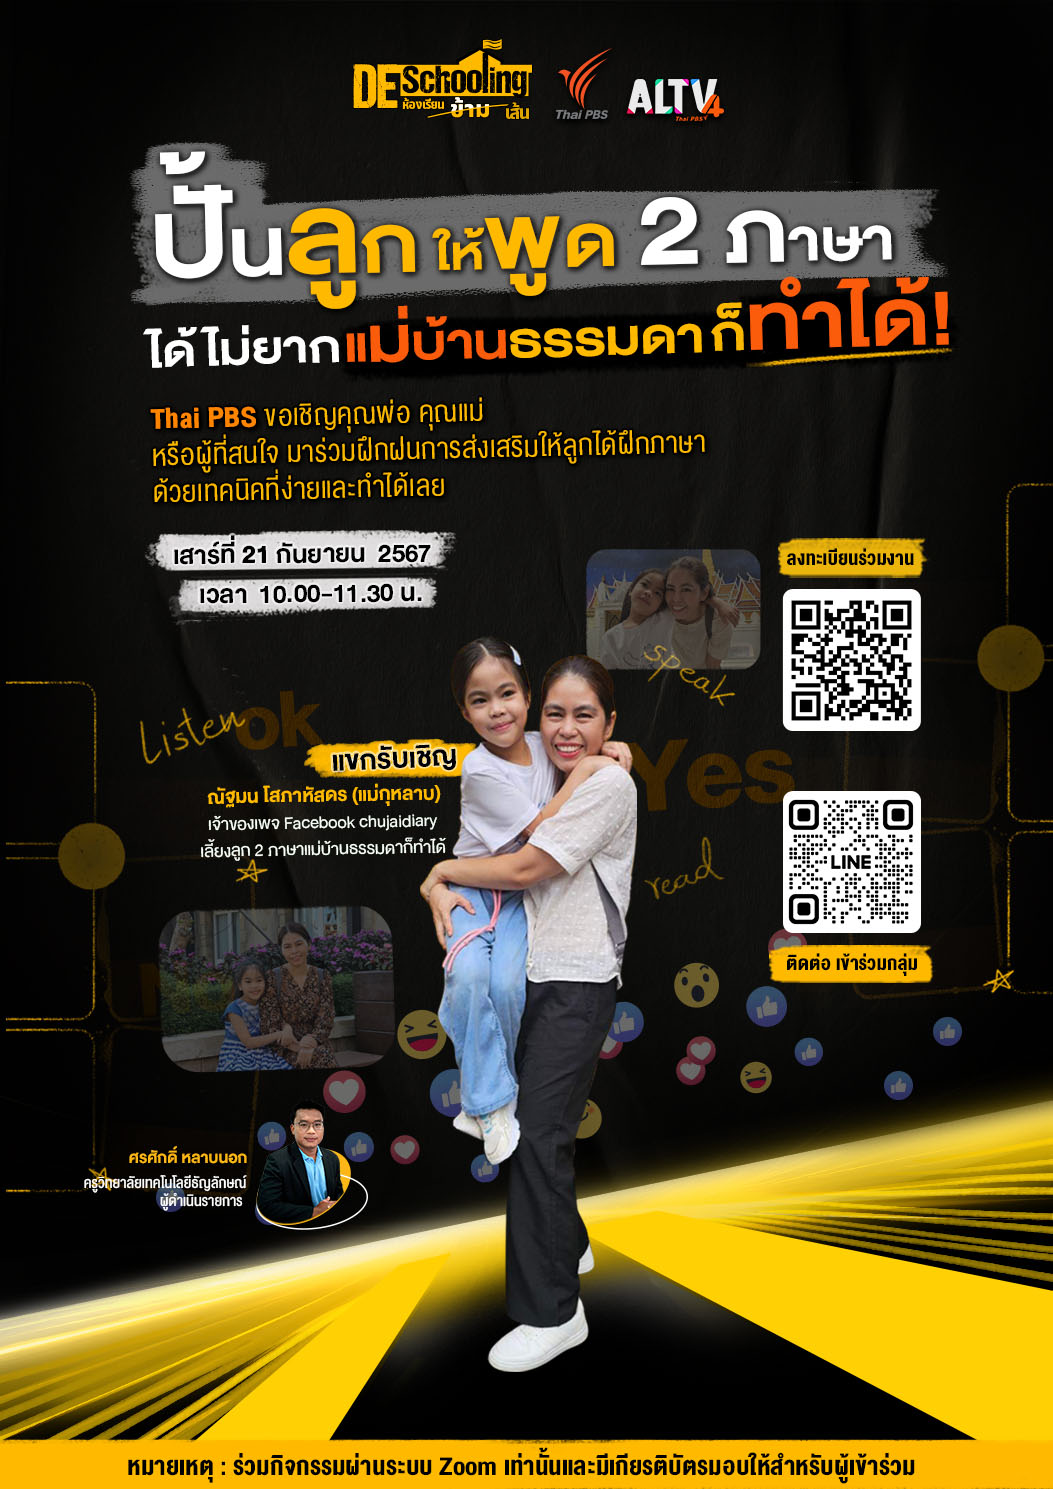 DESchooling
ห้องเรียน ข้าม เส้น
Thai PBS
ALTV4
Thai PBS
ปั้นลูก ให้พูด 2 ภาษา
ได้ ไม่ยาก แม่บ้านธรรมดา ก็ทำได้!
Thai PBS ขอเชิญคุณพ่อ คุณแม่
หรือผู้ที่สนใจ มาร่วมฝึกฝนการส่งเสริมให้ลูกได้ฝึกภาษา
ด้วยเทคนิคที่ง่ายและทำได้เลย
เสาร์ที่ 21 กันยายน 2567
เวลา 10.00-11.30 น.
ลงทะเบียนร่วมงาน
speak
Listen
ok
Yes
แขกรับเชิญ
ณัฐมน โสภาหัสดร (แม่กุหลาบ)
เจ้าของเพจ Facebook chujaidiary
เลี้ยงลูก 2 ภาษาแม่บ้านธรรมดาก็ทำได้
read
LINE
ติดต่อ เข้าร่วมกลุ่ม
ศรศักดิ์ หลาบนอก
ครูวิทยาลัยเทคโนโลยีธัญลักษณ์
ผู้ดำเนินรายการ
หมายเหตุ : ร่วมกิจกรรมผ่านระบบ Zoom เท่านั้นและมีเกียรติบัตรมอบให้สำหรับผู้เข้าร่วม